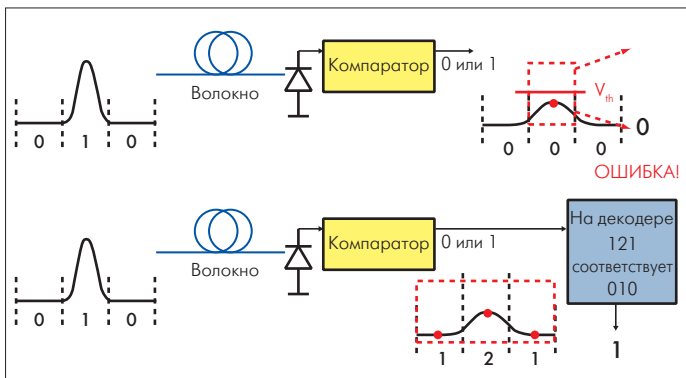 Компаратор
0 или 1
Волокно
0 1 0
V th
0
0 0 0
ОШИБКА!
На декодере
121
соответствует
010
Компаратор
0 или 1
Волокно
0 1 0
1 2 1
1